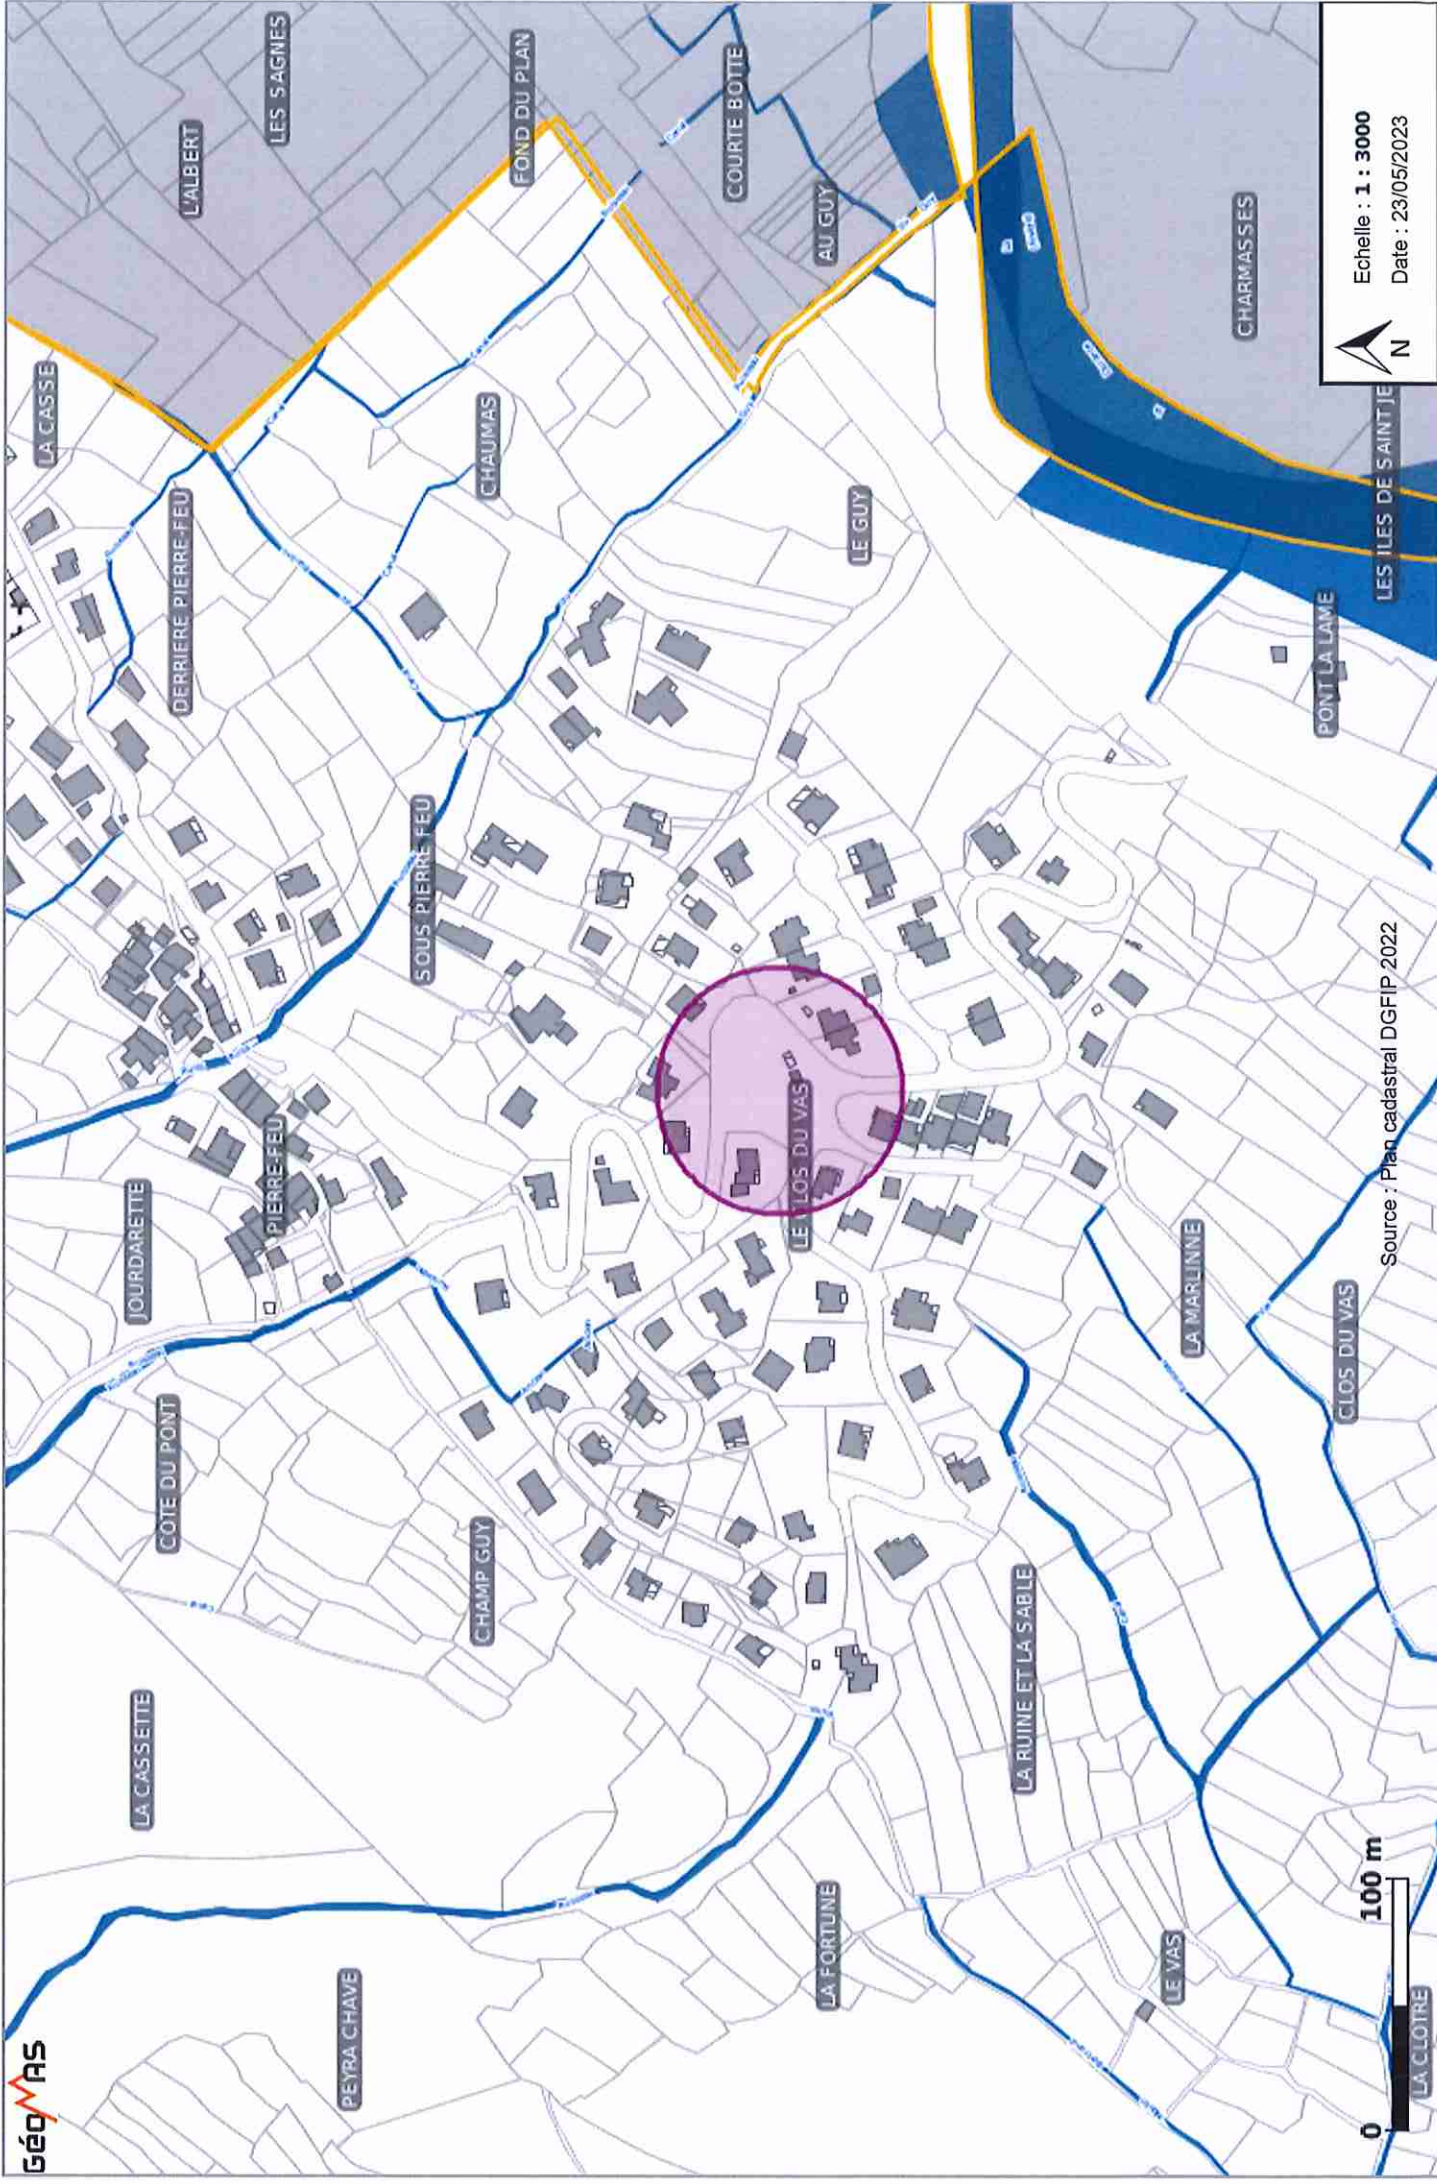 GéoMAS
PEYRA CHAVE
LA CASSETTE
COTE DU PONT
JOURDARETTE
PIERRE-FEU
DERRIERE PIERRE-FEU
LA CASSE
L'ALBERT
LES SAGNES
CHAMP GUY
SOUS PIERRE FEU
CHAUMAS
FOND DU PLAN
COURTE BOTTE
LA FORTUNE
LE CLOS DU VAS
LE GUY
AU GUY
LA RUINE ET LA SABLE
LE VAS
LA MARLINNE
CLOS DU VAS
PONT LA LAME
LES ILES DE SAINT JE
CHARMASSES
LA CLOTRE
0
100 m
Source : Plan cadastral DGFIP 2022
N
Echelle : 1 : 3000
Date : 23/05/2023